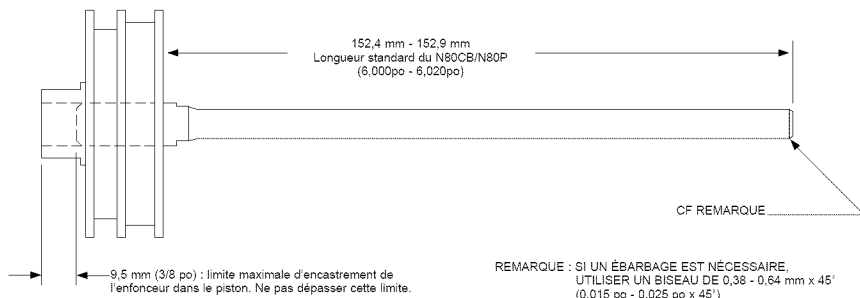 152,4 mm - 152,9 mm
Longueur standard du N80CB/N80P
(6,000po - 6,020po)
CF REMARQUE
9,5 mm (3/8 po) : limite maximale d'encastrement de
l'enfonceur dans le piston. Ne pas dépasser cette limite.
REMARQUE : SI UN ÉBARBAGE EST NÉCESSAIRE,
UTILISER UN BISEAU DE 0,38 - 0,64 mm x 45°
(0,015 po - 0,025 po x 45°)